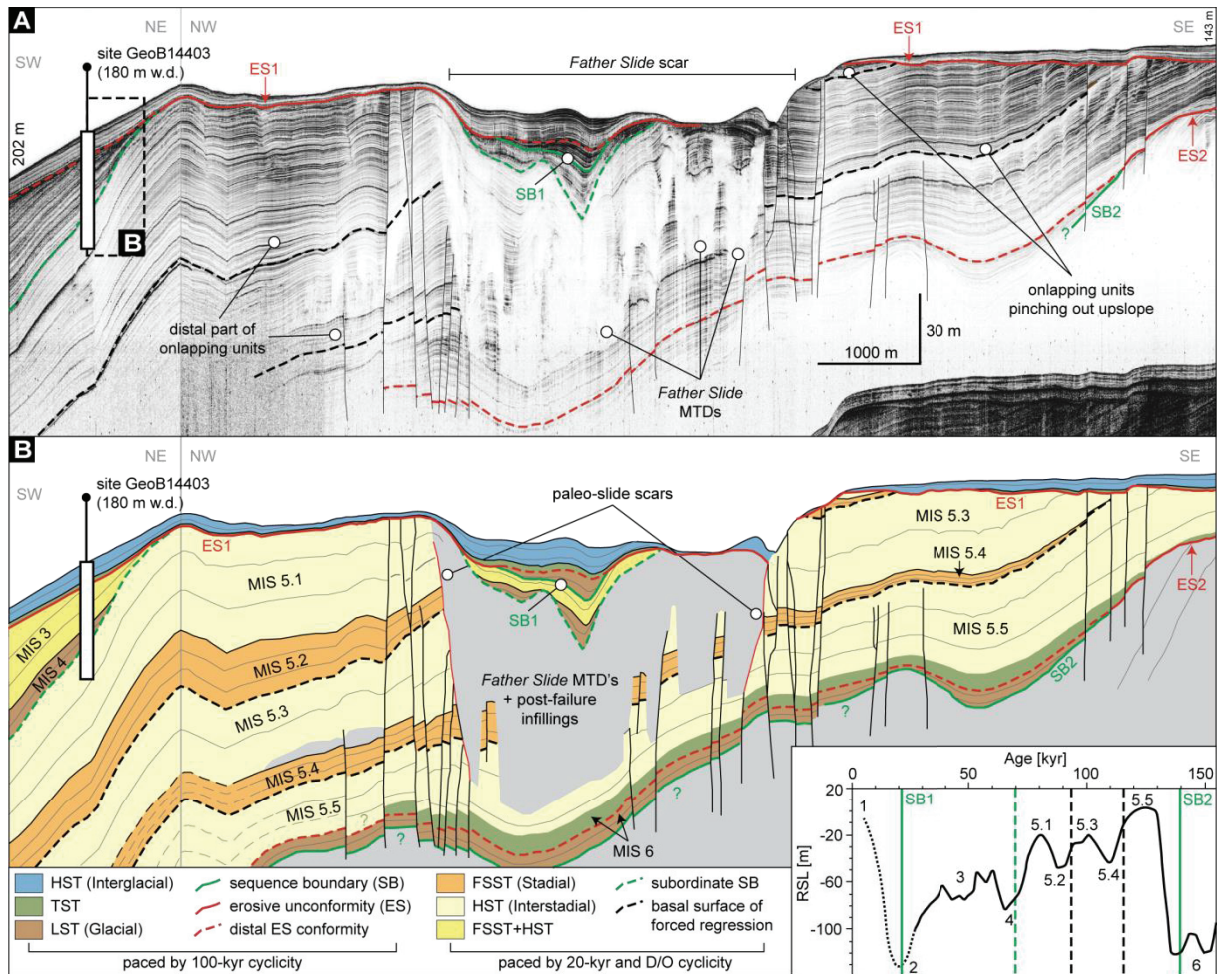 A
SW
NE
NW
SE
site GeoB14403
(180 m w.d.)
ES1
Father Slide scar
ES1
143 m
202 m
SB1
ES2
SB2
?
B
distal part of
onlapping units
Father Slide
MTDs
onlapping units
pinching out upslope
30 m
1000 m
B
SW
NE
NW
SE
site GeoB14403
(180 m w.d.)
paleo-slide scars
ES1
ES1
MIS 5.3
MIS 5.1
MIS 5.4
ES2
SB1
MIS 3
MIS 4
MIS 5.2
MIS 5.5
SB2
MIS 5.3
Father Slide MTD's
+ post-failure
infillings
?
MIS 5.4
MIS 5.5
?
?
?
MIS 6
HST (Interglacial)
TST
LST (Glacial)
sequence boundary (SB)
erosive unconformity (ES)
distal ES conformity
paced by 100-kyr cyclicity
FSST (Stadial)
HST (Interstadial)
FSST+HST
subordinate SB
basal surface of
forced regression
paced by 20-kyr and D/O cyclicity
Age [kyr]
0 50 100 150
RSL [m]
20
-20
-60
-100
SB1
SB2
1
2
3
4
5.1
5.2
5.3
5.4
5.5
6